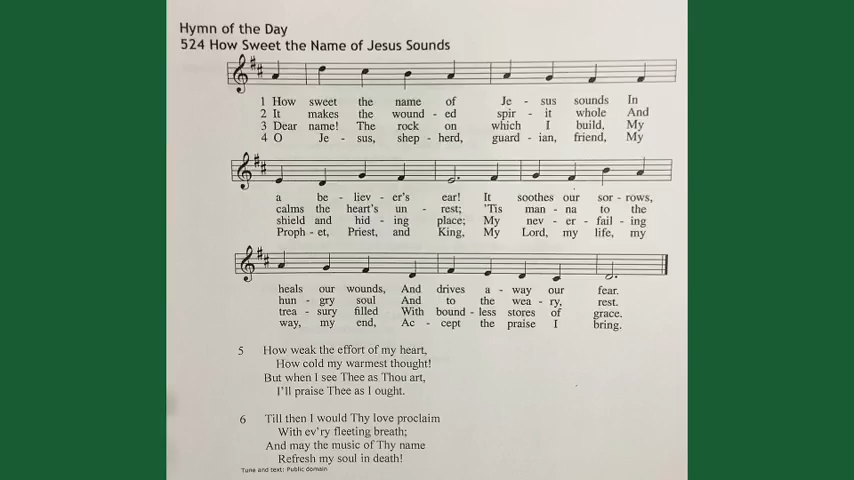 Hymn of the Day
524 How Sweet the Name of Jesus Sounds
1 How sweet the name of Je - sus sounds In
2 It makes the wound - ed spir - it whole And
3 Dear name! The rock on which I build, My
4 O Je - sus, shep - herd, guard - ian, friend, My
a be - liev - er's ear! It soothes our sor - rows,
calms the heart's un - rest; 'Tis man - na to the
shield and hid - ing place; My nev - er - fail - ing
Proph - et, Priest, and King, My Lord, my life, my
heals our wounds, And drives a - way our fear.
hun - gry soul And to the wea - ry, rest.
trea - sury filled With bound - less stores of grace.
way, my end, Ac - cept the praise I bring.
5 How weak the effort of my heart,
How cold my warmest thought!
But when I see Thee as Thou art,
I'll praise Thee as I ought.
6 Till then I would Thy love proclaim
With ev'ry fleeting breath;
And may the music of Thy name
Refresh my soul in death!
Tune and text: Public domain